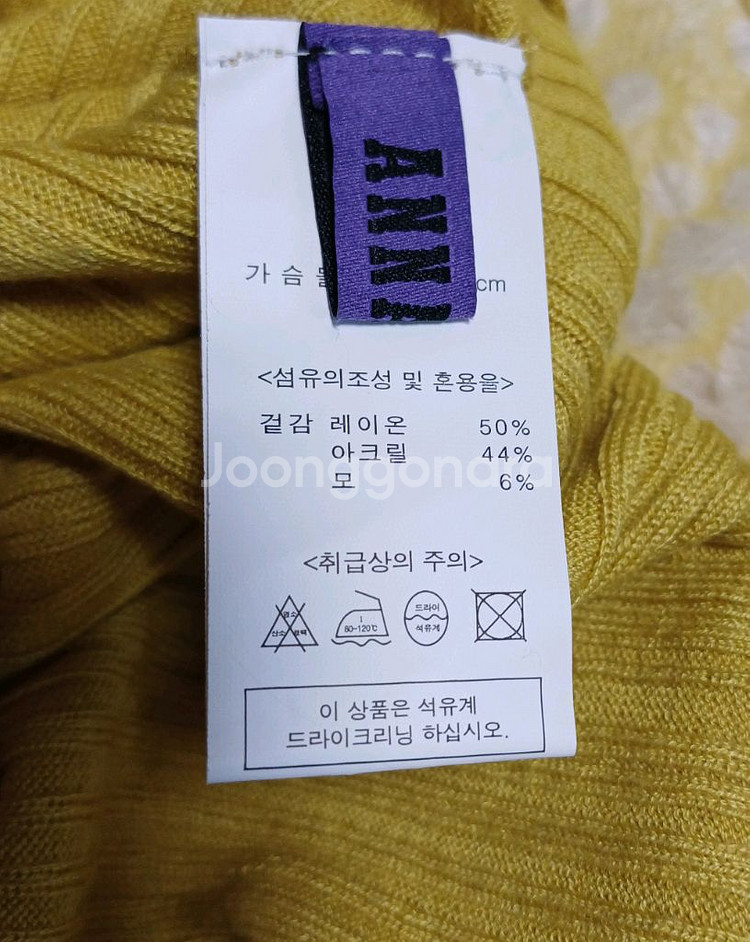 ANN
가슴
cm
<섬유의조성 및 혼용율>
겉감 레이온 50%
아크릴 44%
모 6%
Joonggonara
<취급상의 주의>
염소
산소 표백
1
80-120℃
드라이
석유계
이 상품은 석유계
드라이크리닝 하십시오.